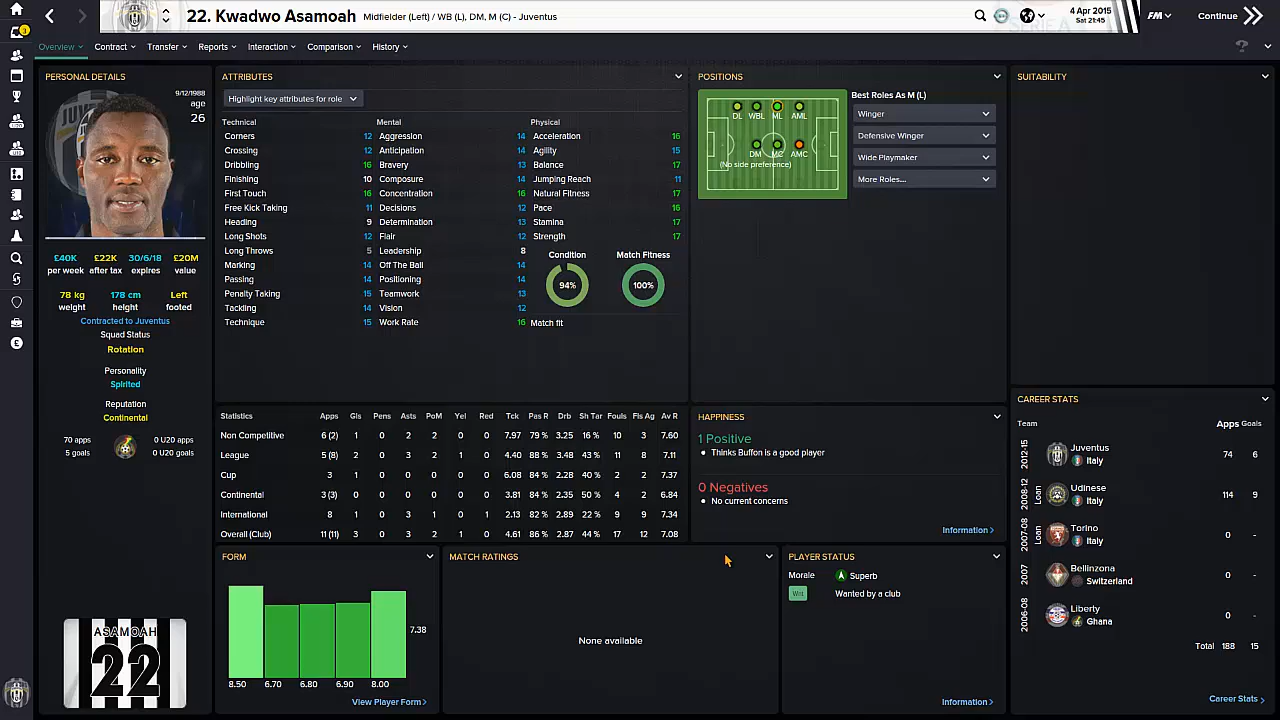 22. Kwadwo Asamoah Midfielder (Left) / WB (L), DM, M (C) - Juventus
4 Apr 2015
Sat 21:45
FM
Continue
3
Overview Contract Transfer Reports Interaction Comparison History
PERSONAL DETAILS
9/12/1988
age
26
£40K £22K 30/6/18 £20M
per week after tax expires value
78 kg 178 cm Left
weight height footed
Contracted to Juventus
Squad Status
Rotation
Personality
Spirited
Reputation
Continental
70 apps 0 U20 apps
5 goals 0 U20 goals
ASAMOAH
22
ATTRIBUTES
Highlight key attributes for role
Technical Mental Physical
Corners 12 Aggression 14 Acceleration 16
Crossing 12 Anticipation 14 Agility 15
Dribbling 16 Bravery 13 Balance 17
Finishing 10 Composure 14 Jumping Reach 11
First Touch 16 Concentration 16 Natural Fitness 17
Free Kick Taking 11 Decisions 12 Pace 16
Heading 9 Determination 13 Stamina 17
Long Shots 12 Flair 12 Strength 17
Long Throws 5 Leadership 8
Marking 14 Off The Ball 14
Passing 14 Positioning 14
Penalty Taking 15 Teamwork 13
Tackling 14 Vision 12
Technique 15 Work Rate 16
Condition Match Fitness
94% 100%
Match fit
POSITIONS
DL WBL ML AML
DM MC AMC
(No side preference)
Best Roles As M (L)
Winger
Defensive Winger
Wide Playmaker
More Roles...
SUITABILITY
Statistics Apps Gls Pens Asts PoM Yel Red Tck Pas R Drb Sh Tar Fouls Fls Ag Av R
Non Competitive 6 (2) 1 0 2 2 0 0 7.97 79 % 3.25 16 % 10 3 7.60
League 5 (8) 2 0 3 2 1 0 4.40 88 % 3.48 43 % 11 8 7.11
Cup 3 1 0 0 0 0 0 6.08 84 % 2.28 40 % 2 2 7.37
Continental 3 (3) 0 0 0 0 0 0 3.81 84 % 2.35 50 % 4 2 6.84
International 8 1 0 3 1 0 1 2.13 82 % 2.89 22 % 9 9 7.34
Overall (Club) 11 (11) 3 0 3 2 1 0 4.61 86 % 2.87 44 % 17 12 7.08
HAPPINESS
1 Positive
• Thinks Buffon is a good player
0 Negatives
• No current concerns
Information >
FORM
7.38
8.50 6.70 6.80 6.90 8.00
View Player Form >
MATCH RATINGS
None available
PLAYER STATUS
Morale Superb
Wnt Wanted by a club
Information >
CAREER STATS
Team Apps Goals
2012-15 Juventus Italy 74 6
2008-12 Udinese Italy 114 9
2007-08 Loan Torino Italy 0 -
2007 Bellinzona Switzerland 0 -
2006-08 Liberty Ghana 0 -
Total 188 15
Career Stats >